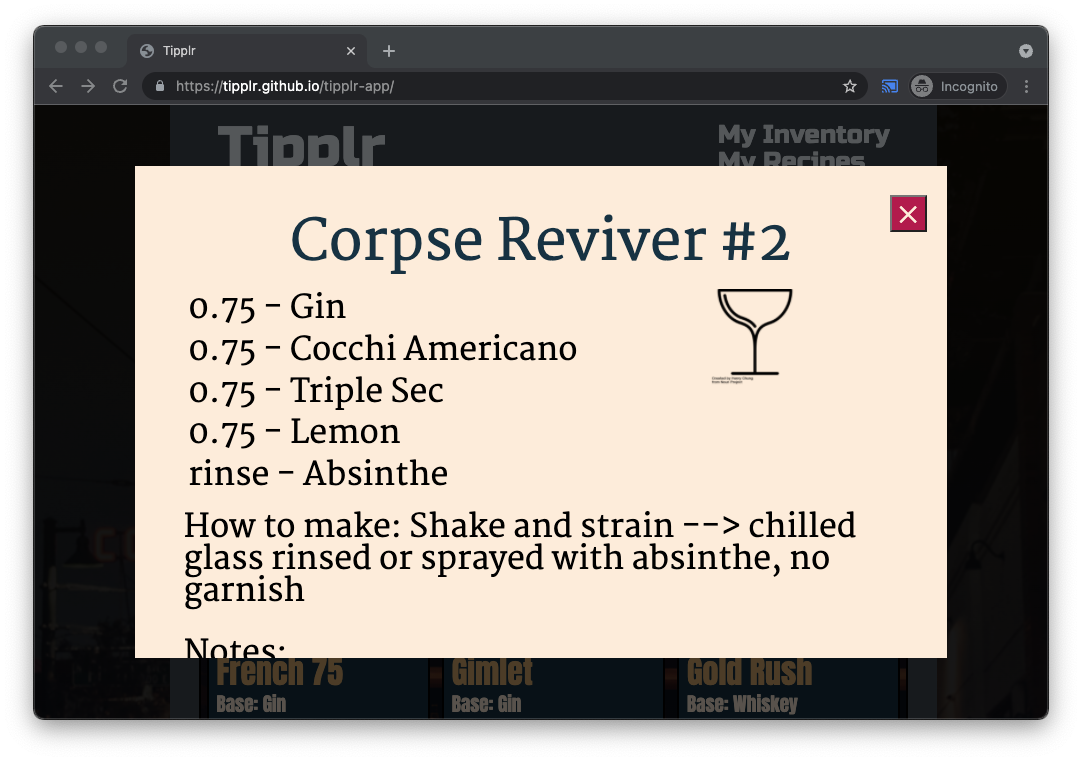 Tipplr
https://tipplr.github.io/tipplr-app/
Incognito
Tipplr
My Inventory
My Recipes
Corpse Reviver #2
0.75 – Gin
0.75 – Cocchi Americano
0.75 – Triple Sec
0.75 – Lemon
rinse – Absinthe
How to make: Shake and strain --> chilled
glass rinsed or sprayed with absinthe, no
garnish
Notes:
French 75
Gimlet
Gold Rush
Base: Gin
Base: Gin
Base: Whiskey